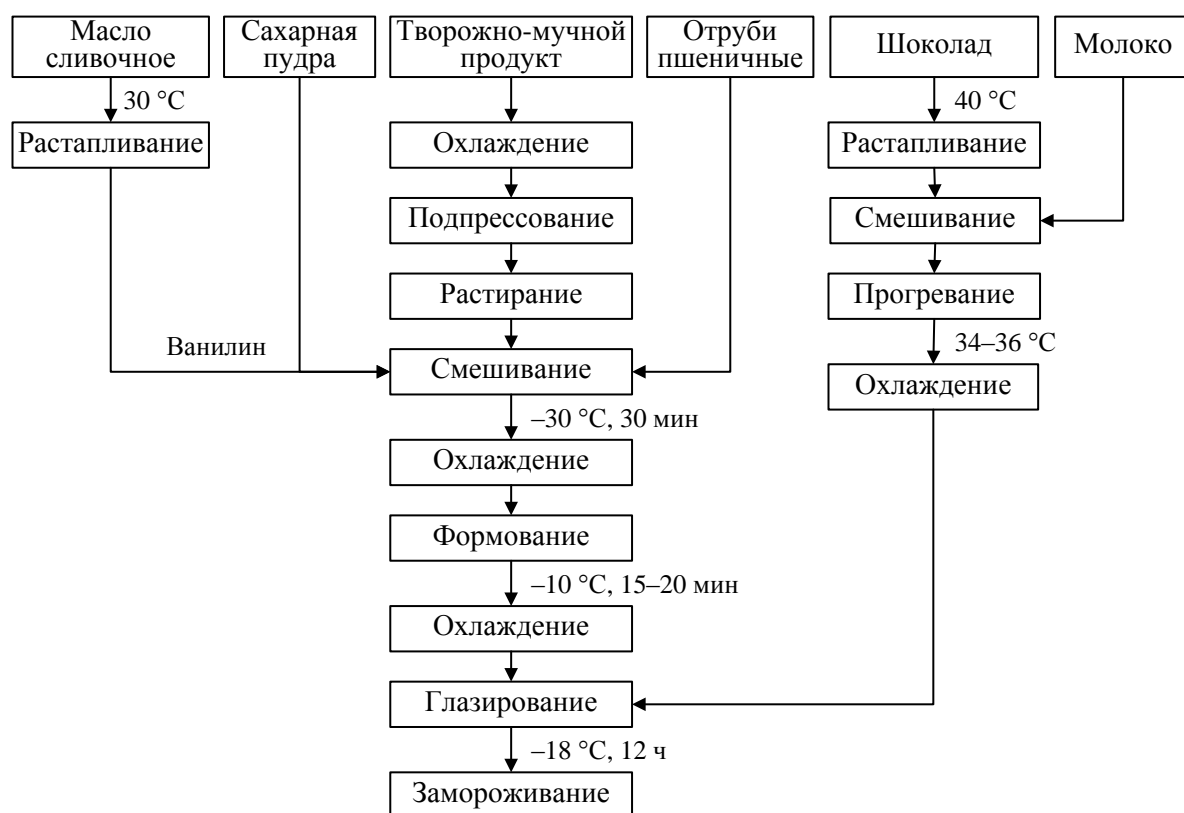 Масло
сливочное
Сахарная
пудра
Творожно-мучной
продукт
Отруби
пшеничные
Шоколад
Молоко
30 °С
40 °С
Растапливание
Охлаждение
Растапливание
Подпрессование
Смешивание
Растирание
Прогревание
Ванилин
34–36 °С
Смешивание
Охлаждение
–30 °С, 30 мин
Охлаждение
Формование
–10 °С, 15–20 мин
Охлаждение
Глазирование
–18 °С, 12 ч
Замороживание